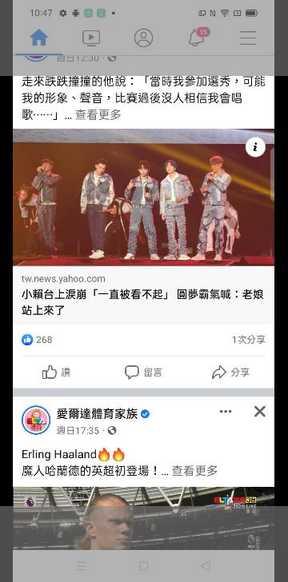 10:47
15
週日12:30
走來跌跌撞撞的他說：「當時我參加選秀，可能
我的形象、聲音，比賽過後沒人相信我會唱
歌⋯⋯」... 查看更多
tw.news.yahoo.com
小賴台上淚崩「一直被看不起」 圓夢霸氣喊：老娘
站上來了
268
1次分享
讚
留言
分享
愛爾達體育家族
週日17:35
Erling Haaland🔥🔥
魔人哈蘭德的英超初登場！... 查看更多